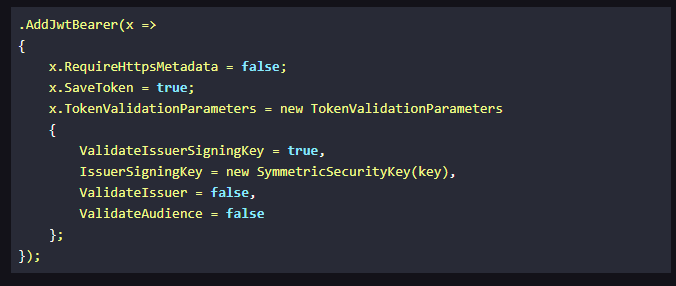 .AddJwtBearer(x =>
{
    x.RequireHttpsMetadata = false;
    x.SaveToken = true;
    x.TokenValidationParameters = new TokenValidationParameters
    {
        ValidateIssuerSigningKey = true,
        IssuerSigningKey = new SymmetricSecurityKey(key),
        ValidateIssuer = false,
        ValidateAudience = false
    };
});